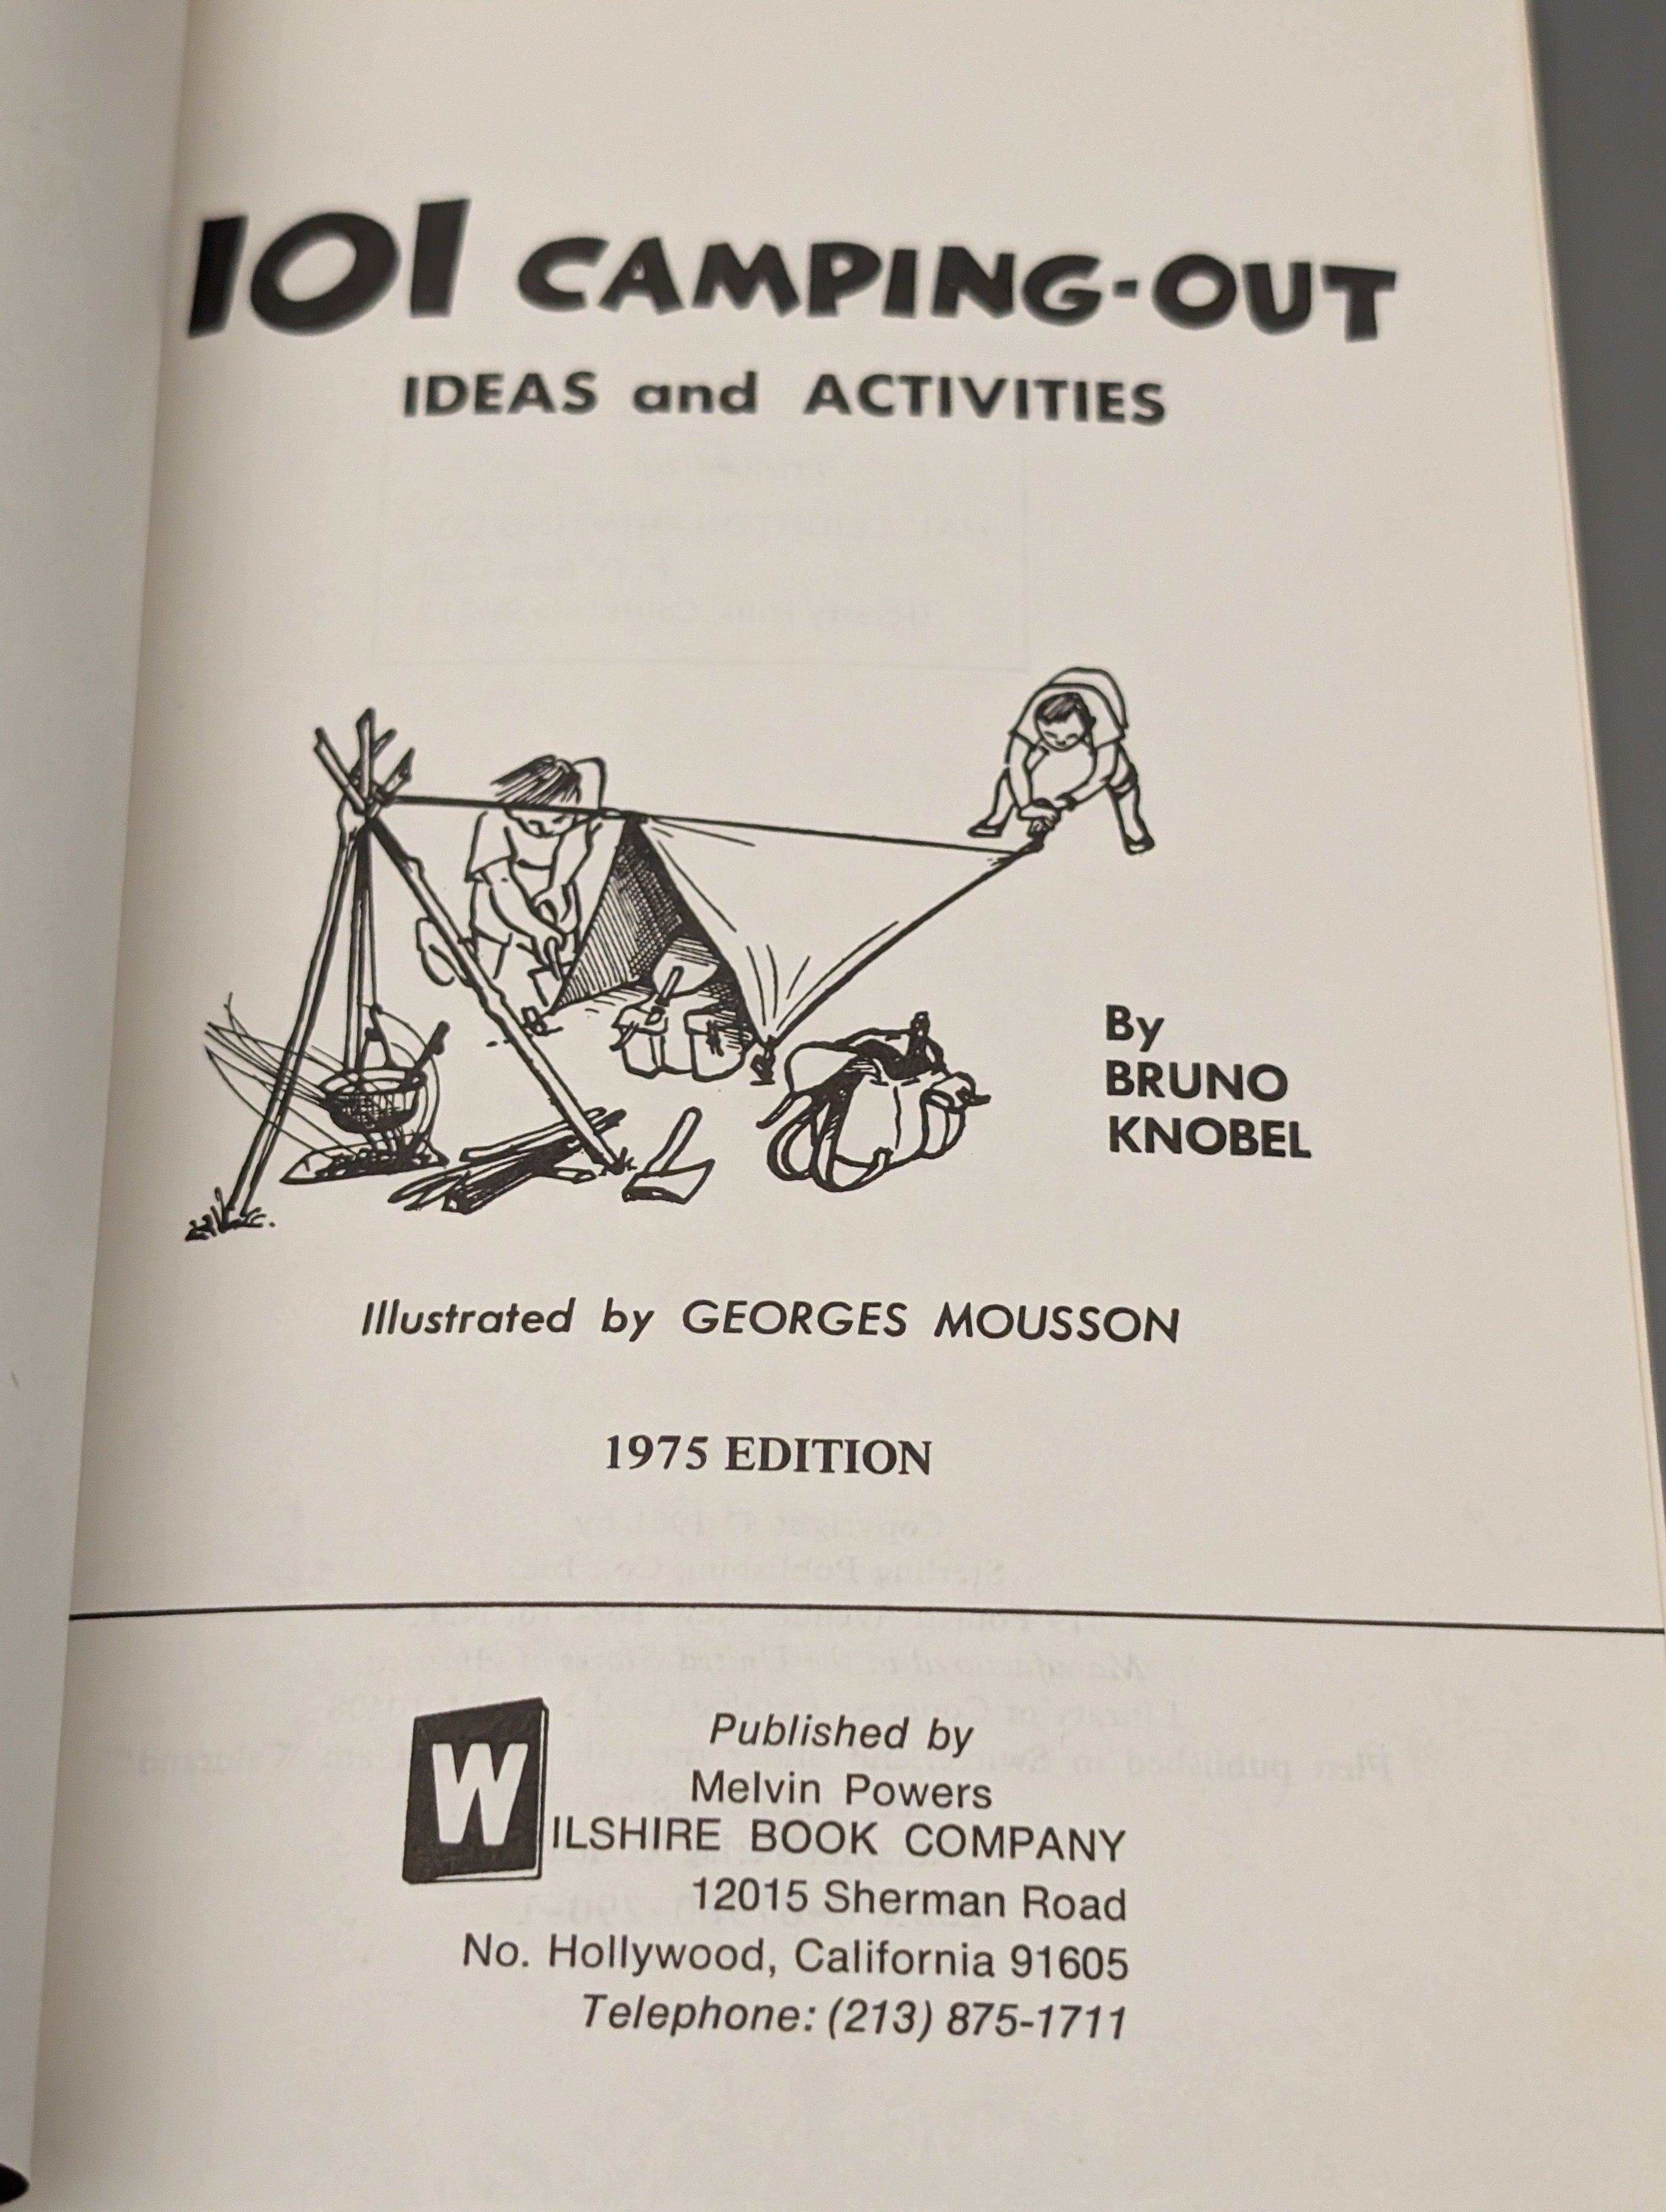 101 CAMPING-OUT
IDEAS and ACTIVITIES
By
BRUNO
KNOBEL
Illustrated by GEORGES MOUSSON
1975 EDITION
Published by
Melvin Powers
WILSHIRE BOOK COMPANY
12015 Sherman Road
No. Hollywood, California 91605
Telephone: (213) 875-1711